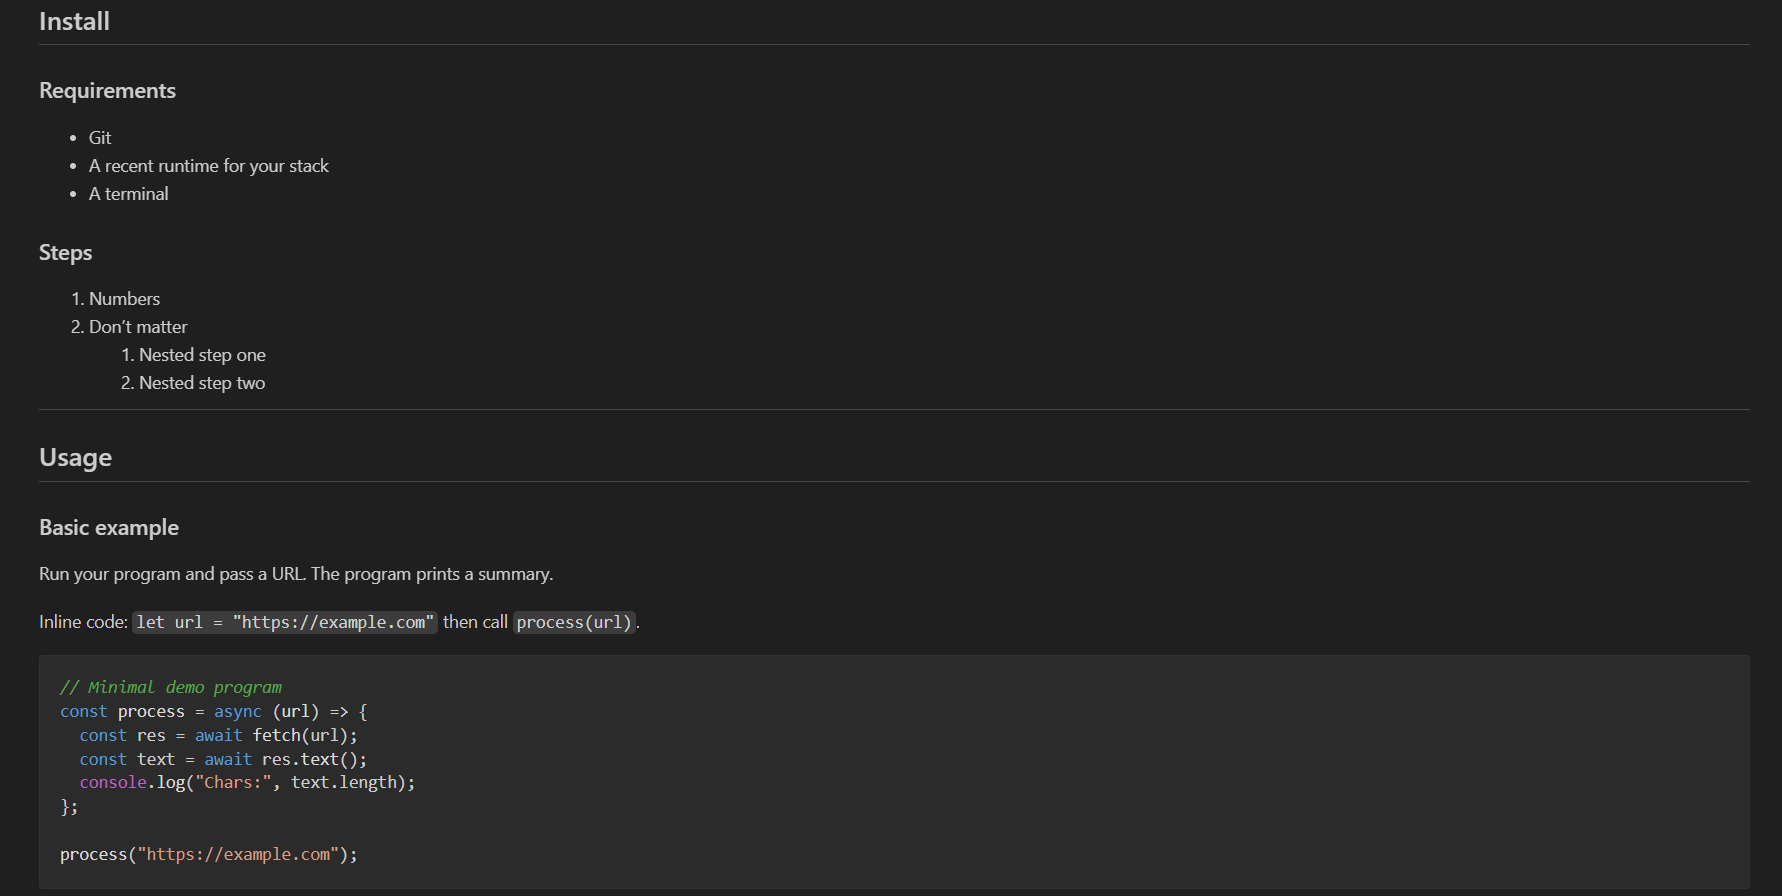 Install
Requirements
• Git
• A recent runtime for your stack
• A terminal
Steps
1. Numbers
2. Don’t matter
1. Nested step one
2. Nested step two
Usage
Basic example
Run your program and pass a URL. The program prints a summary.
Inline code: let url = "https://example.com" then call process(url).
// Minimal demo program
const process = async (url) => {
  const res = await fetch(url);
  const text = await res.text();
  console.log("Chars:", text.length);
};
process("https://example.com");